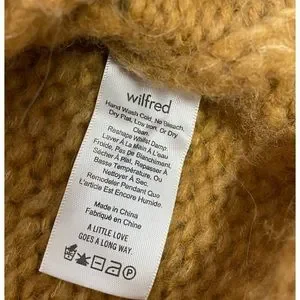 wilfred
Hand Wash Cold, No Bleach,
Dry Flat, Low Iron, Or Dry
Clean.
Reshape Whilst Damp
Laver À La Main À L'eau
Froide, Pas De Blanchiment,
Sécher À Plat, Repasser À
Basse Température, Ou
Nettoyer À Sec.
Remodeler Pendant Que
L'article Est Encore Humide.
Made in China
Fabriqué en Chine
A LITTLE LOVE
GOES A LONG WAY.